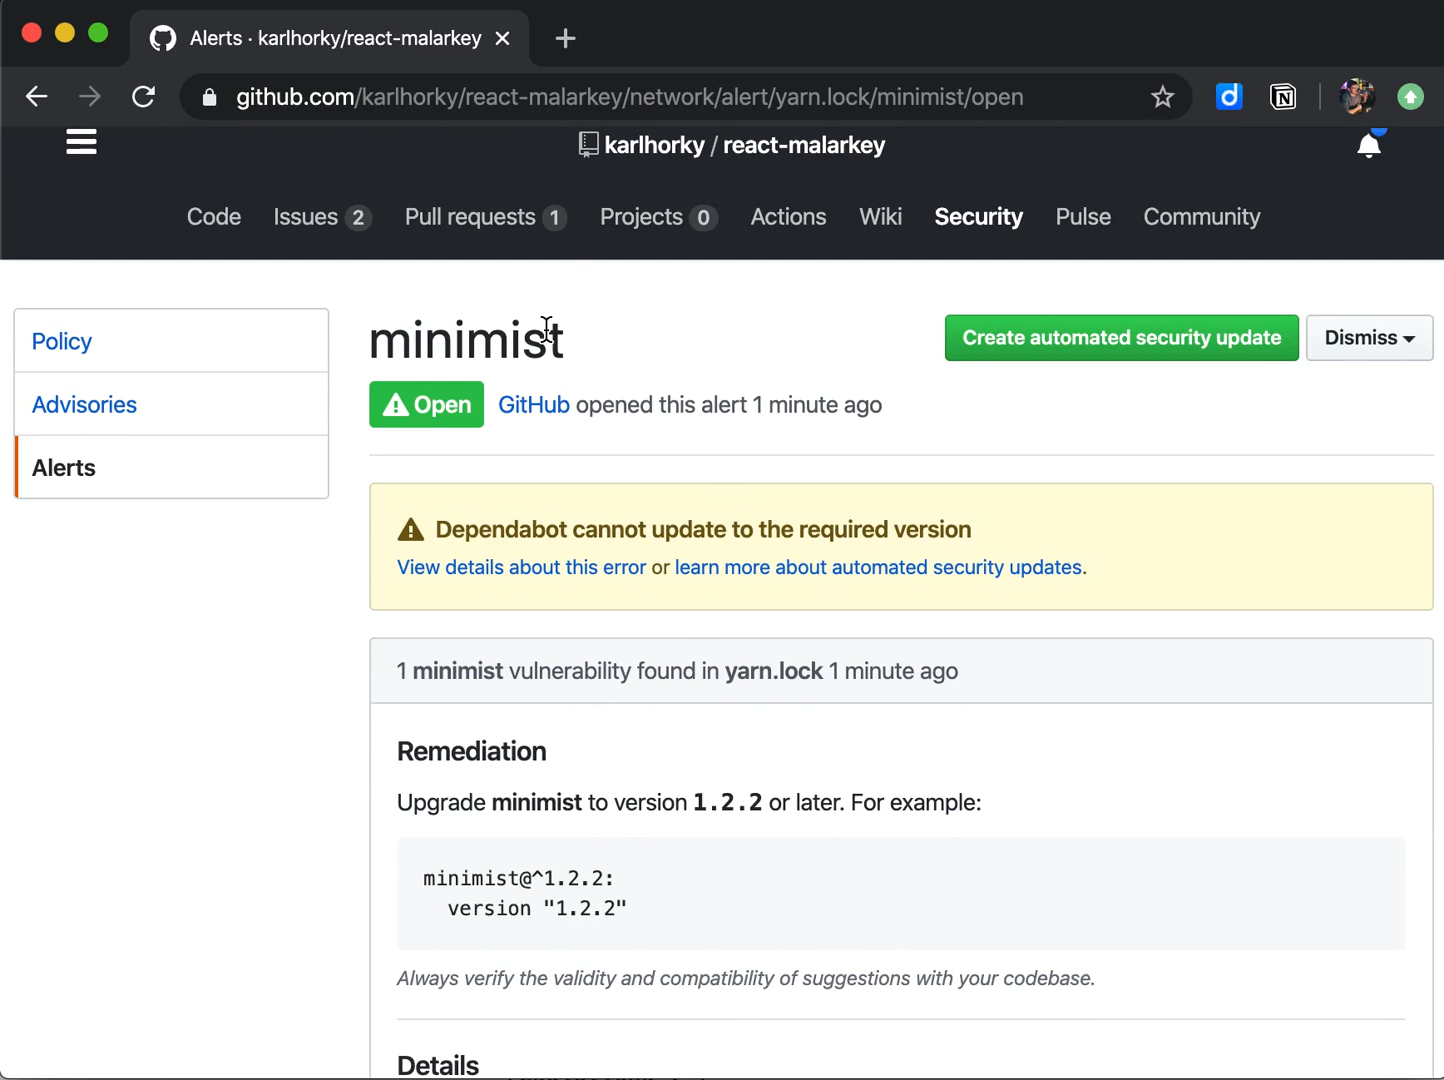 Alerts · karlhorky/react-malarkey
github.com/karlhorky/react-malarkey/network/alert/yarn.lock/minimist/open
karlhorky / react-malarkey
Code Issues 2 Pull requests 1 Projects 0 Actions Wiki Security Pulse Community
Policy
Advisories
Alerts
minimist
Create automated security update
Dismiss
Open GitHub opened this alert 1 minute ago
Dependabot cannot update to the required version
View details about this error or learn more about automated security updates.
1 minimist vulnerability found in yarn.lock 1 minute ago
Remediation
Upgrade minimist to version 1.2.2 or later. For example:
minimist@^1.2.2:
version "1.2.2"
Always verify the validity and compatibility of suggestions with your codebase.
Details